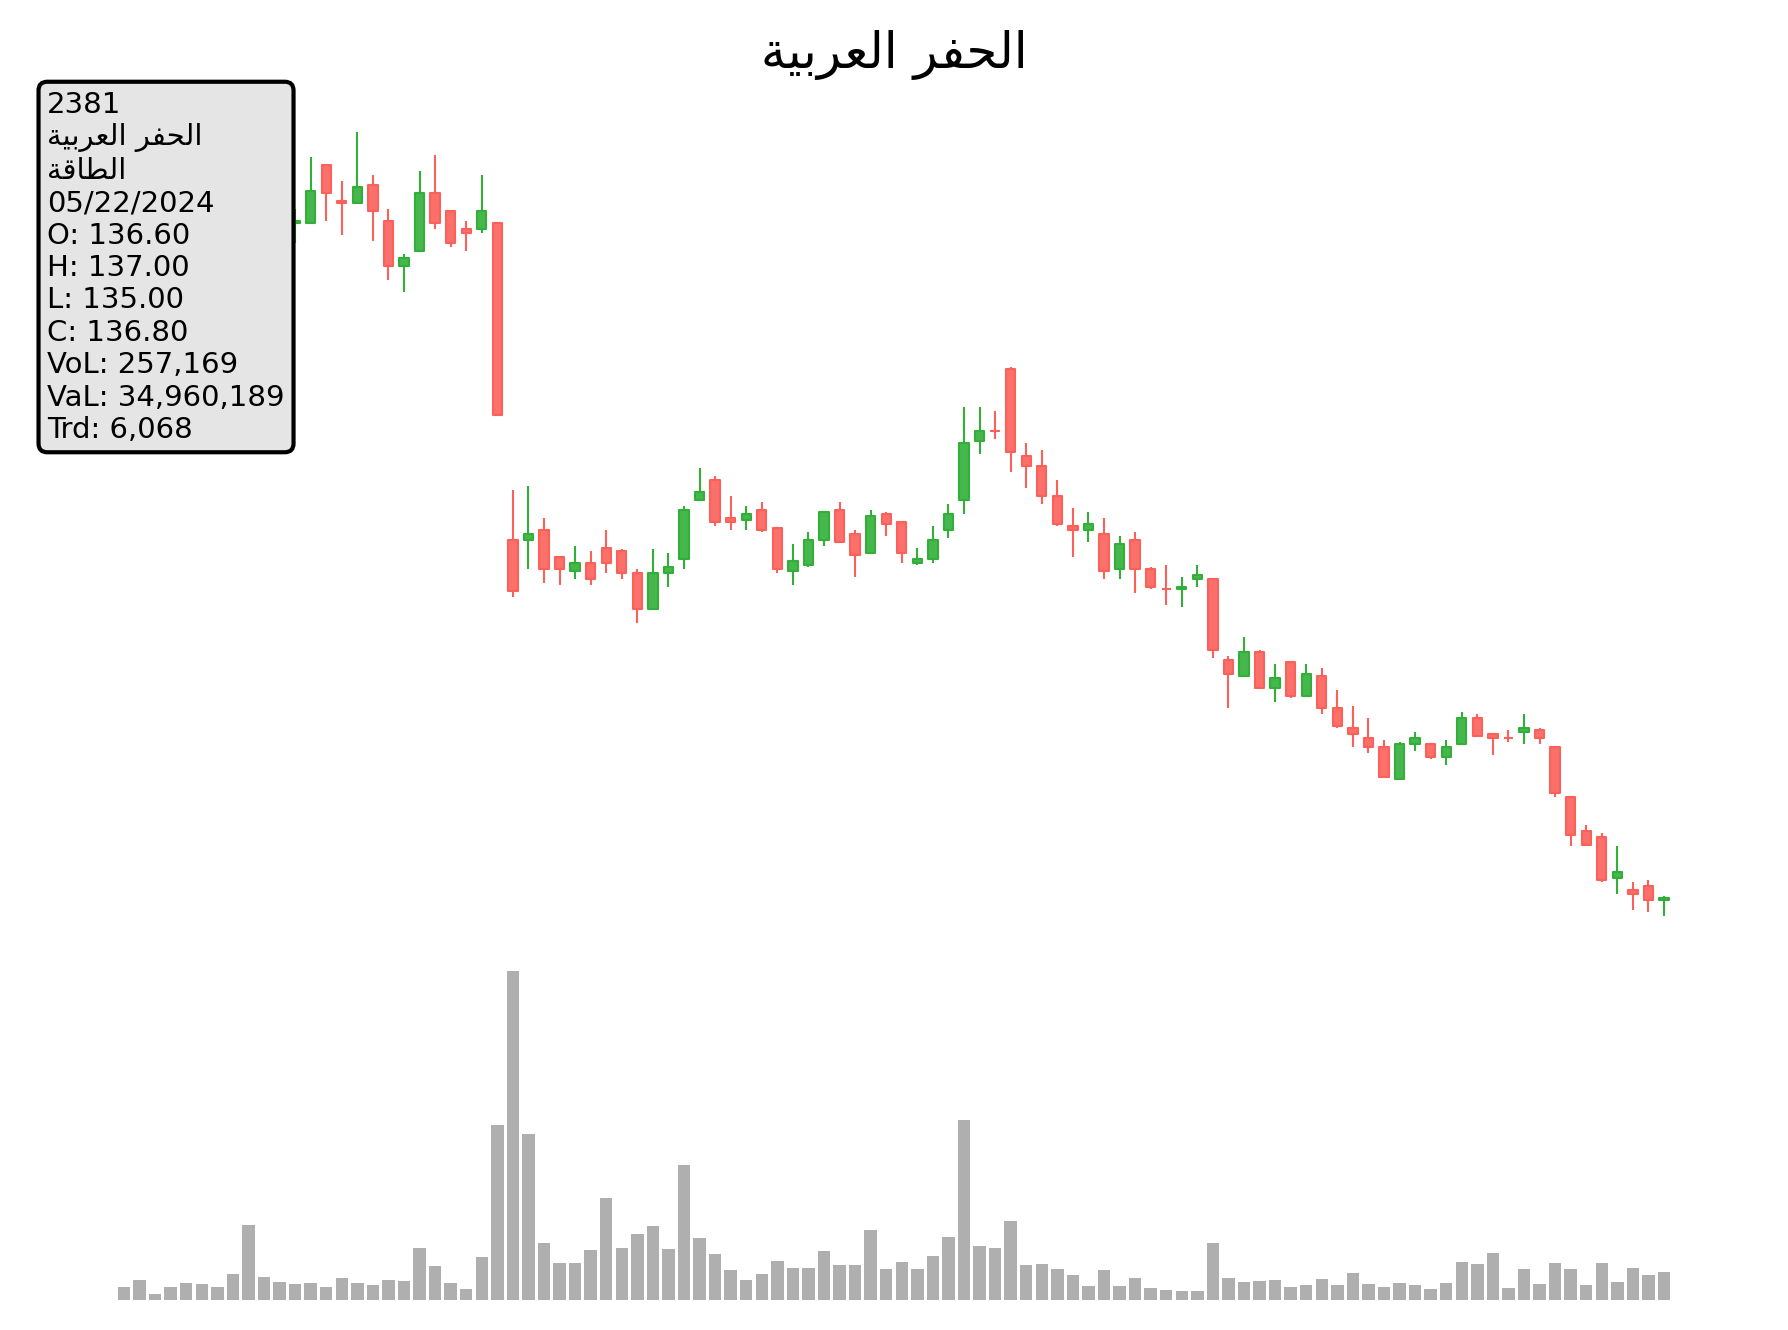 الحفر العربية
2381
الحفر العربية
الطاقة
05/22/2024
O: 136.60
H: 137.00
L: 135.00
C: 136.80
VoL: 257,169
VaL: 34,960,189
Trd: 6,068